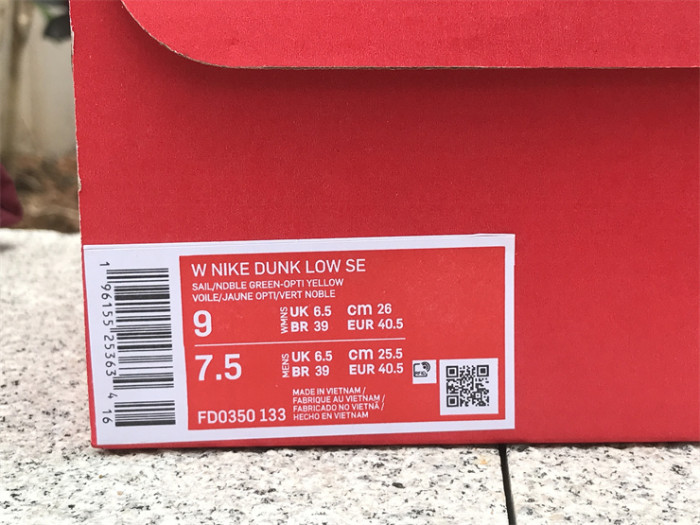 W NIKE DUNK LOW SE
SAIL/NDBLE GREEN-OPTI YELLOW
VOILE/JAUNE OPTI/VERT NOBLE
9 WMNS UK 6.5 cm 26
BR 39 EUR 40.5
7.5 MENS UK 6.5 cm 25.5
BR 39 EUR 40.5
MADE IN VIETNAM /
FABRIQUE AU VIETNAM /
FABRICADO NO VIETNÃ /
HECHO EN VIETNAM
FD0350 133
1 96155 25363 4 16